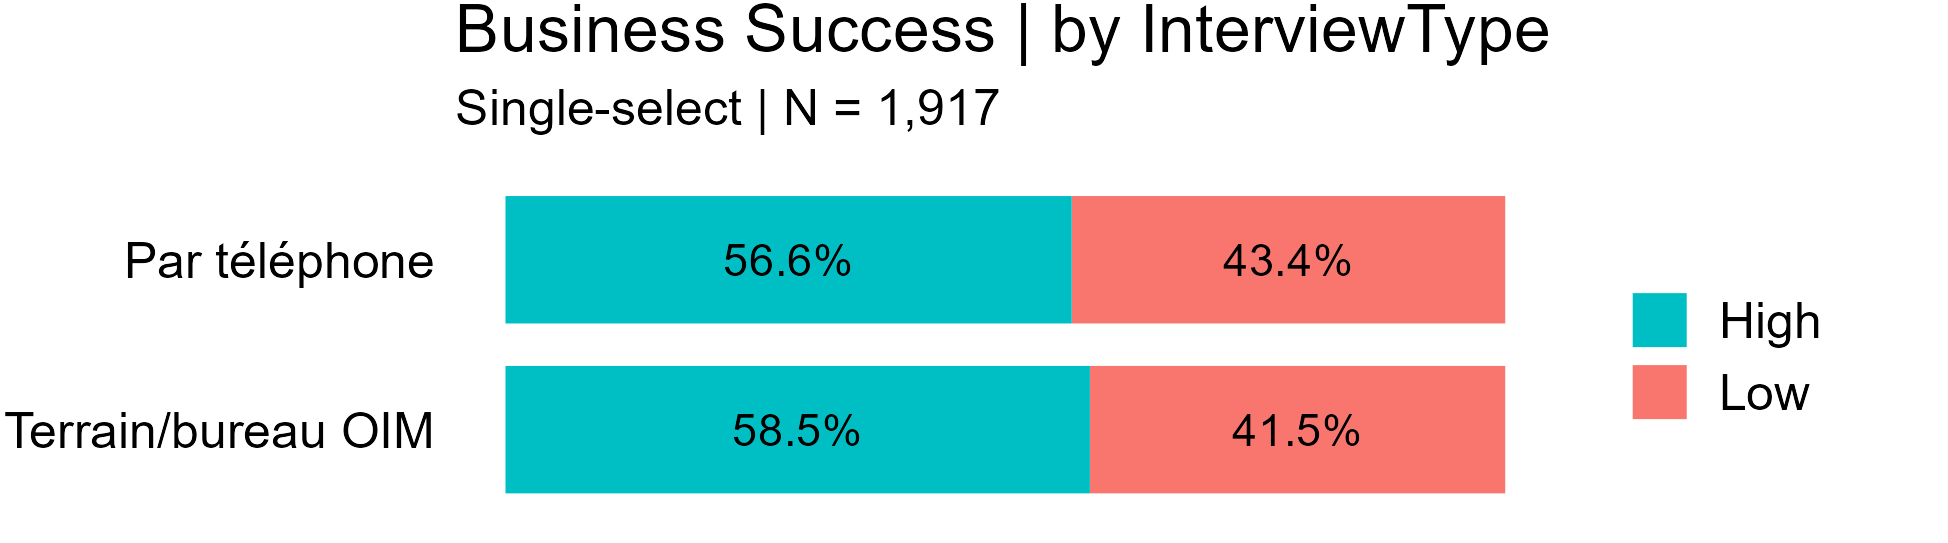 Business Success | by InterviewType
Single-select | N = 1,917
Par téléphone
56.6%
43.4%
Terrain/bureau OIM
58.5%
41.5%
High
Low